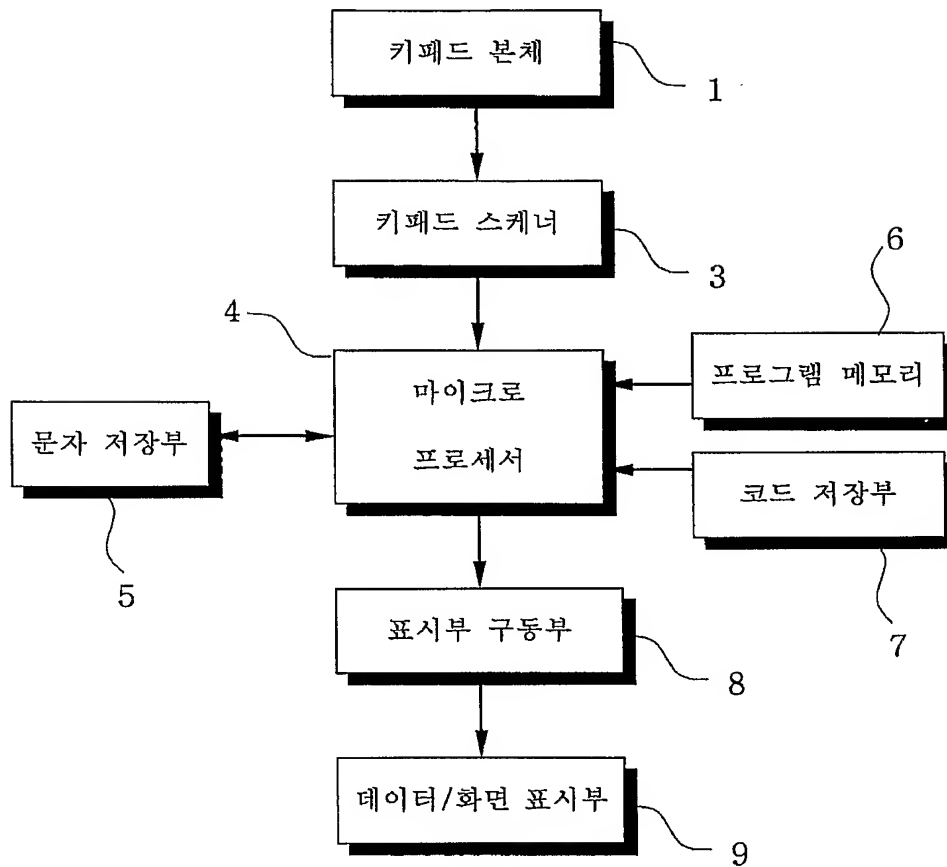 키패드 본체
1
키패드 스케너
3
4
6
마이크로
프로세서
프로그램 메모리
문자 저장부
5
코드 저장부
7
표시부 구동부
8
데이터/화면 표시부
9